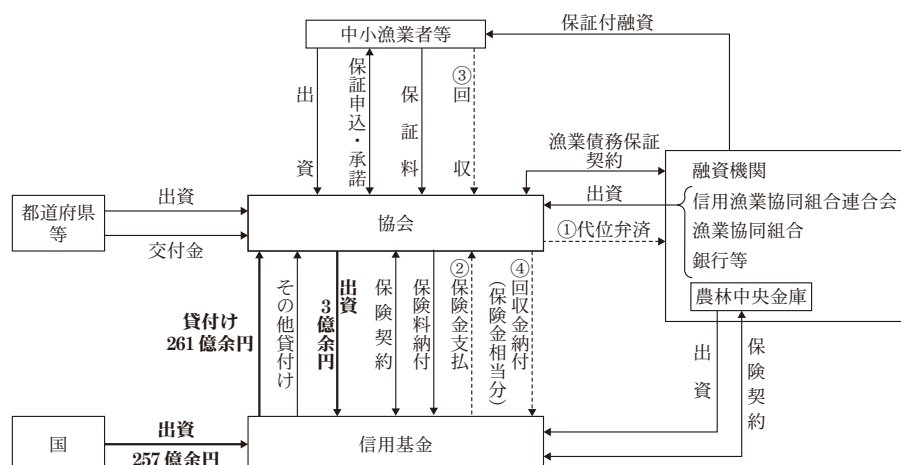 中小漁業者等
保証付融資
出資
保証申込・承諾
保証料
③回収
漁業債務保証
契約
融資機関
信用漁業協同組合連合会
漁業協同組合
銀行等
農林中央金庫
出資
①代位弁済
都道府県
等
出資
交付金
協会
貸付け
261億余円
その他貸付け
出資
3億余円
保険契約
保険料納付
②保険金支払
④回収金納付
(保険金相当分)
出資
保険契約
国
出資
257億余円
信用基金